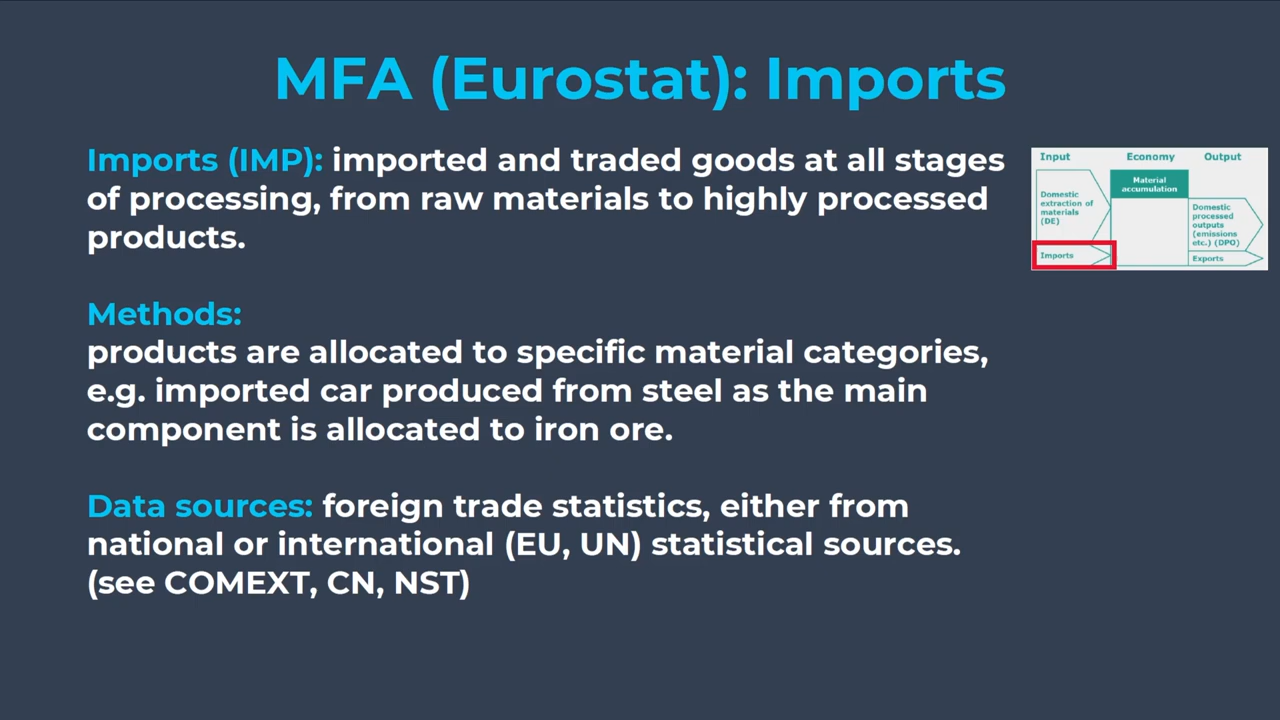 MFA (Eurostat): Imports
Imports (IMP): imported and traded goods at all stages
of processing, from raw materials to highly processed
products.
Methods:
products are allocated to specific material categories,
e.g. imported car produced from steel as the main
component is allocated to iron ore.
Data sources: foreign trade statistics, either from
national or international (EU, UN) statistical sources.
(see COMEXT, CN, NST)
Input Economy Output
Material
accumulation
Domestic
extraction of
materials
(DE)
Domestic
processed
outputs
(emissions
etc.) (DPO)
Imports
Exports